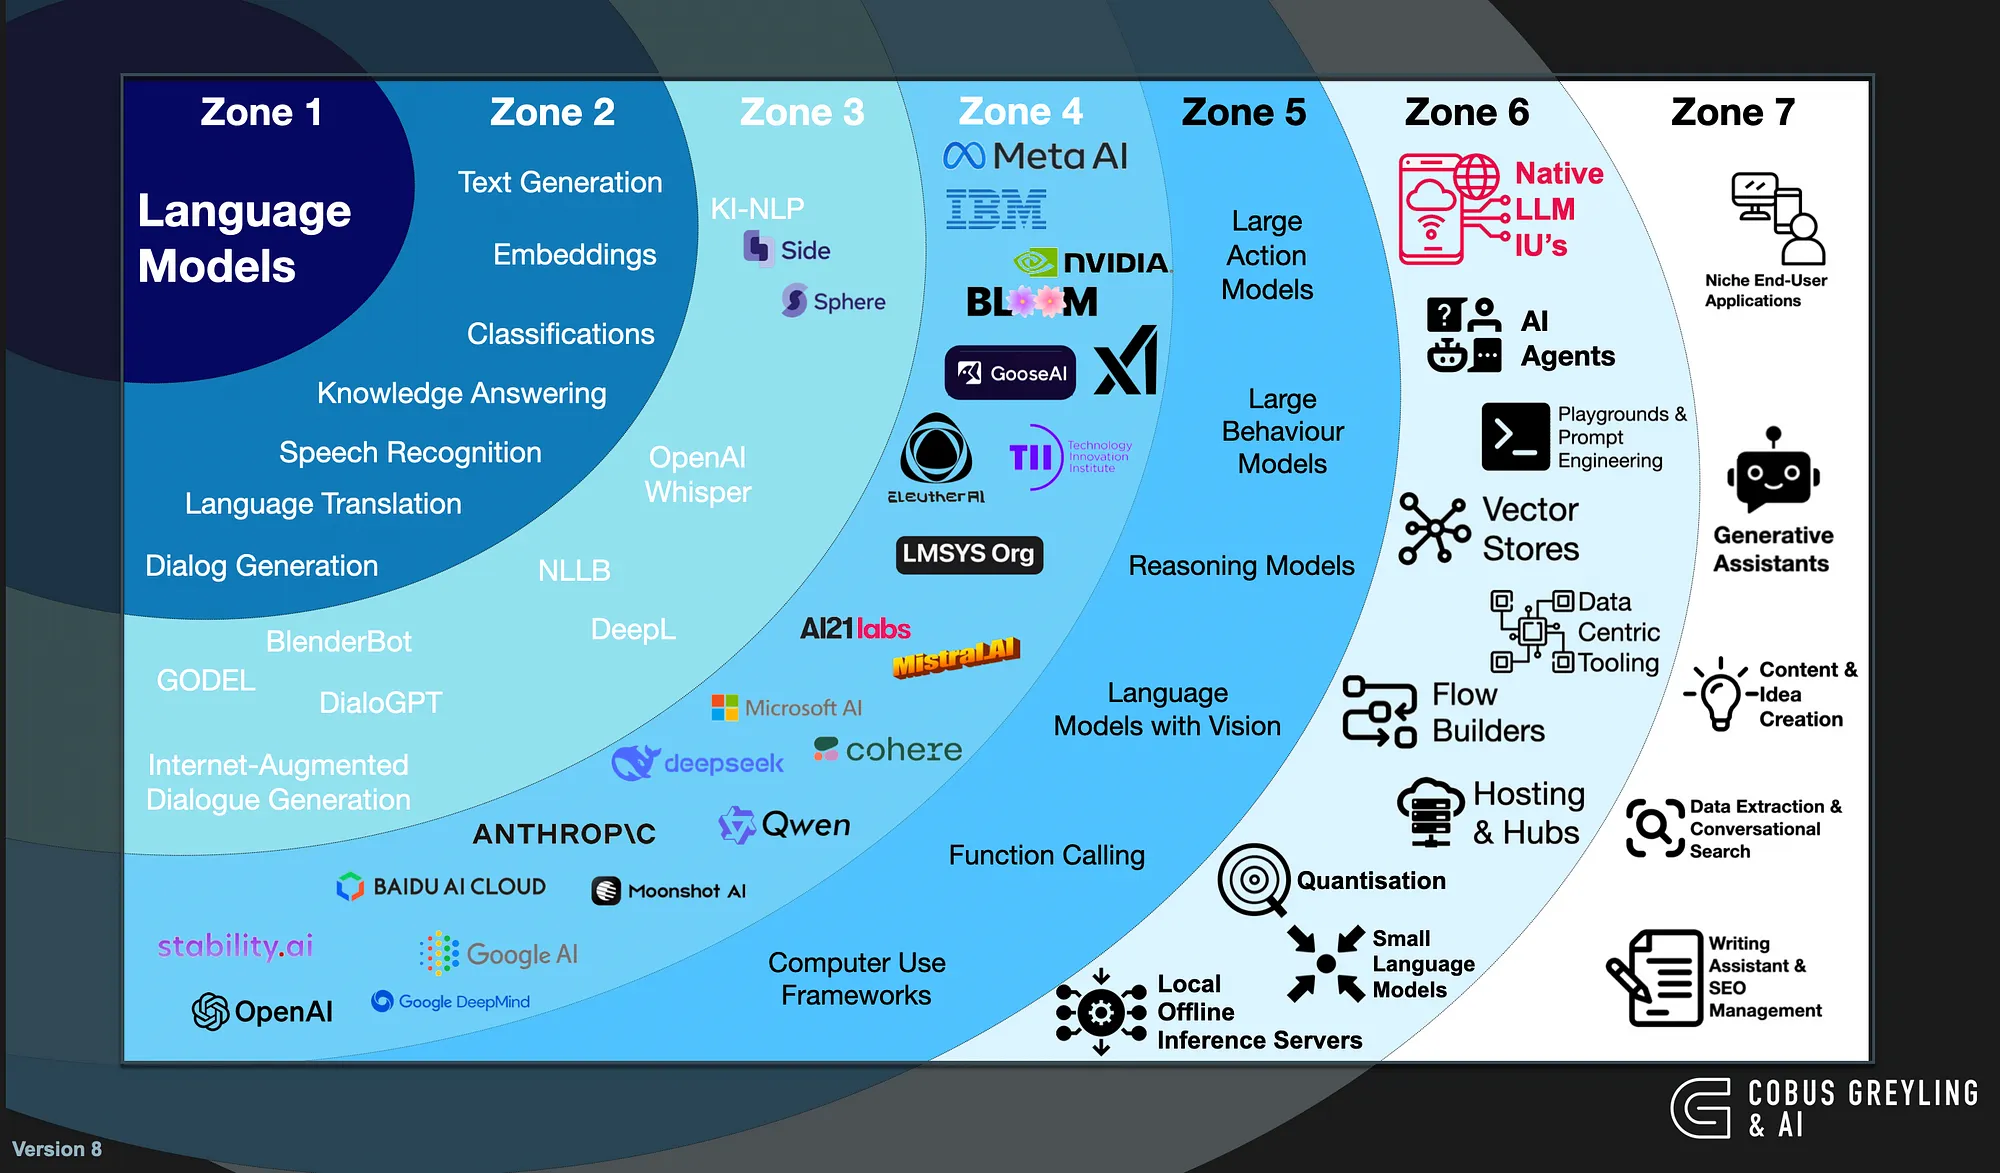 Zone 1
Language
Models
Zone 2
Text Generation
Embeddings
Classifications
Knowledge Answering
Speech Recognition
Language Translation
Dialog Generation
Zone 3
KI-NLP
Side
Sphere
OpenAI
Whisper
NLLB
DeepL
BlenderBot
GODEL
DialoGPT
Internet-Augmented
Dialogue Generation
Zone 4
Meta AI
IBM
NVIDIA
BLOOM
GooseAI
xI
EleutherAI
TII
Technology
Innovation
Institute
LMSYS Org
AI21labs
Mistral.AI
Microsoft AI
deepseek
cohere
ANTHROP\C
Qwen
BAIDU AI CLOUD
Moonshot AI
stability.ai
Google AI
OpenAI
Google DeepMind
Zone 5
Large
Action
Models
Large
Behaviour
Models
Reasoning Models
Language
Models with Vision
Function Calling
Computer Use
Frameworks
Zone 6
Native
LLM
IU's
?
AI
Agents
Playgrounds &
Prompt
Engineering
Vector
Stores
Data
Centric
Tooling
Flow
Builders
Hosting
& Hubs
Quantisation
Small
Language
Models
Local
Offline
Inference Servers
Zone 7
Niche End-User
Applications
Generative
Assistants
Content &
Idea
Creation
Data Extraction &
Conversational
Search
Writing
Assistant &
SEO
Management
COBUS GREYLING
& AI
Version 8